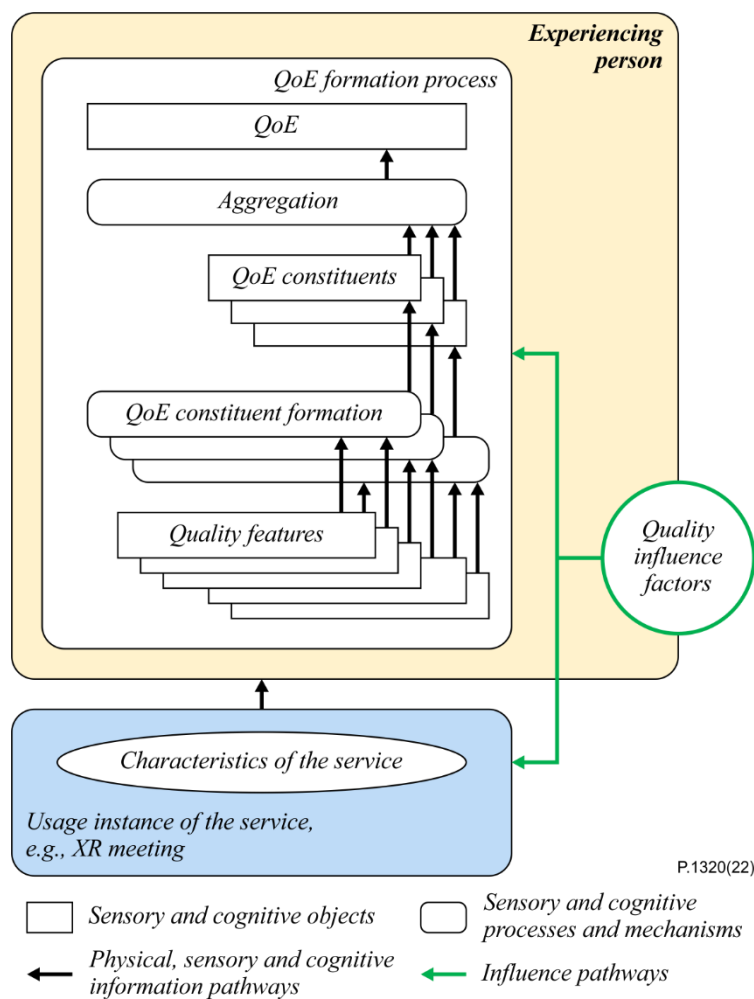 Experiencing
person
QoE formation process
QoE
Aggregation
QoE constituents
QoE constituent formation
Quality features
Quality
influence
factors
Characteristics of the service
Usage instance of the service,
e.g., XR meeting
P.1320(22)
Sensory and cognitive objects
Sensory and cognitive
processes and mechanisms
Physical, sensory and cognitive
information pathways
Influence pathways